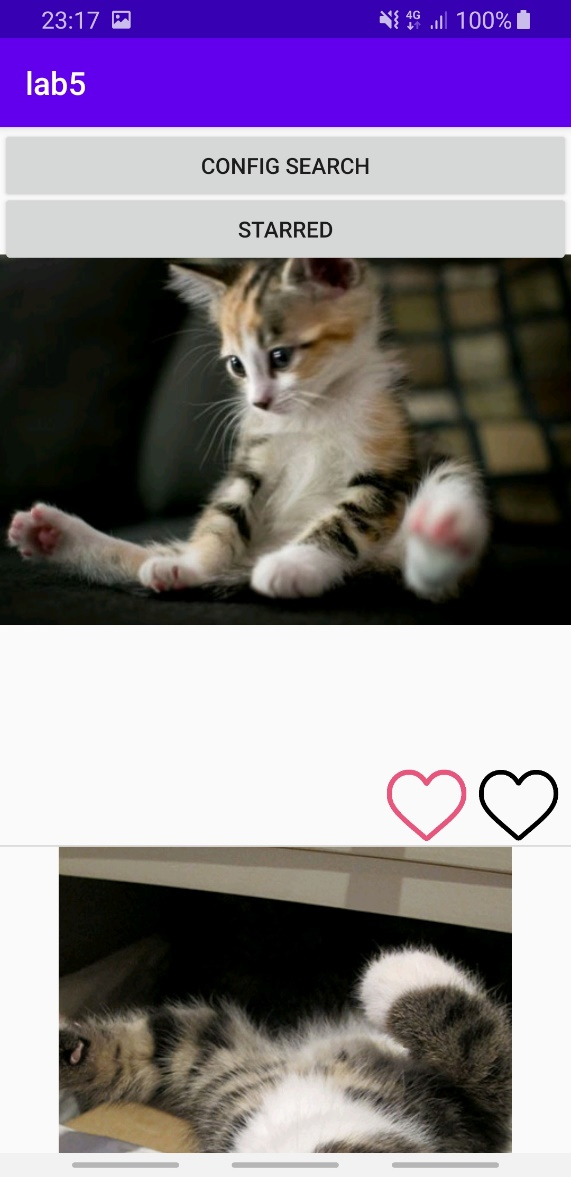 23:17 4G 100%
lab5
CONFIG SEARCH
STARRED